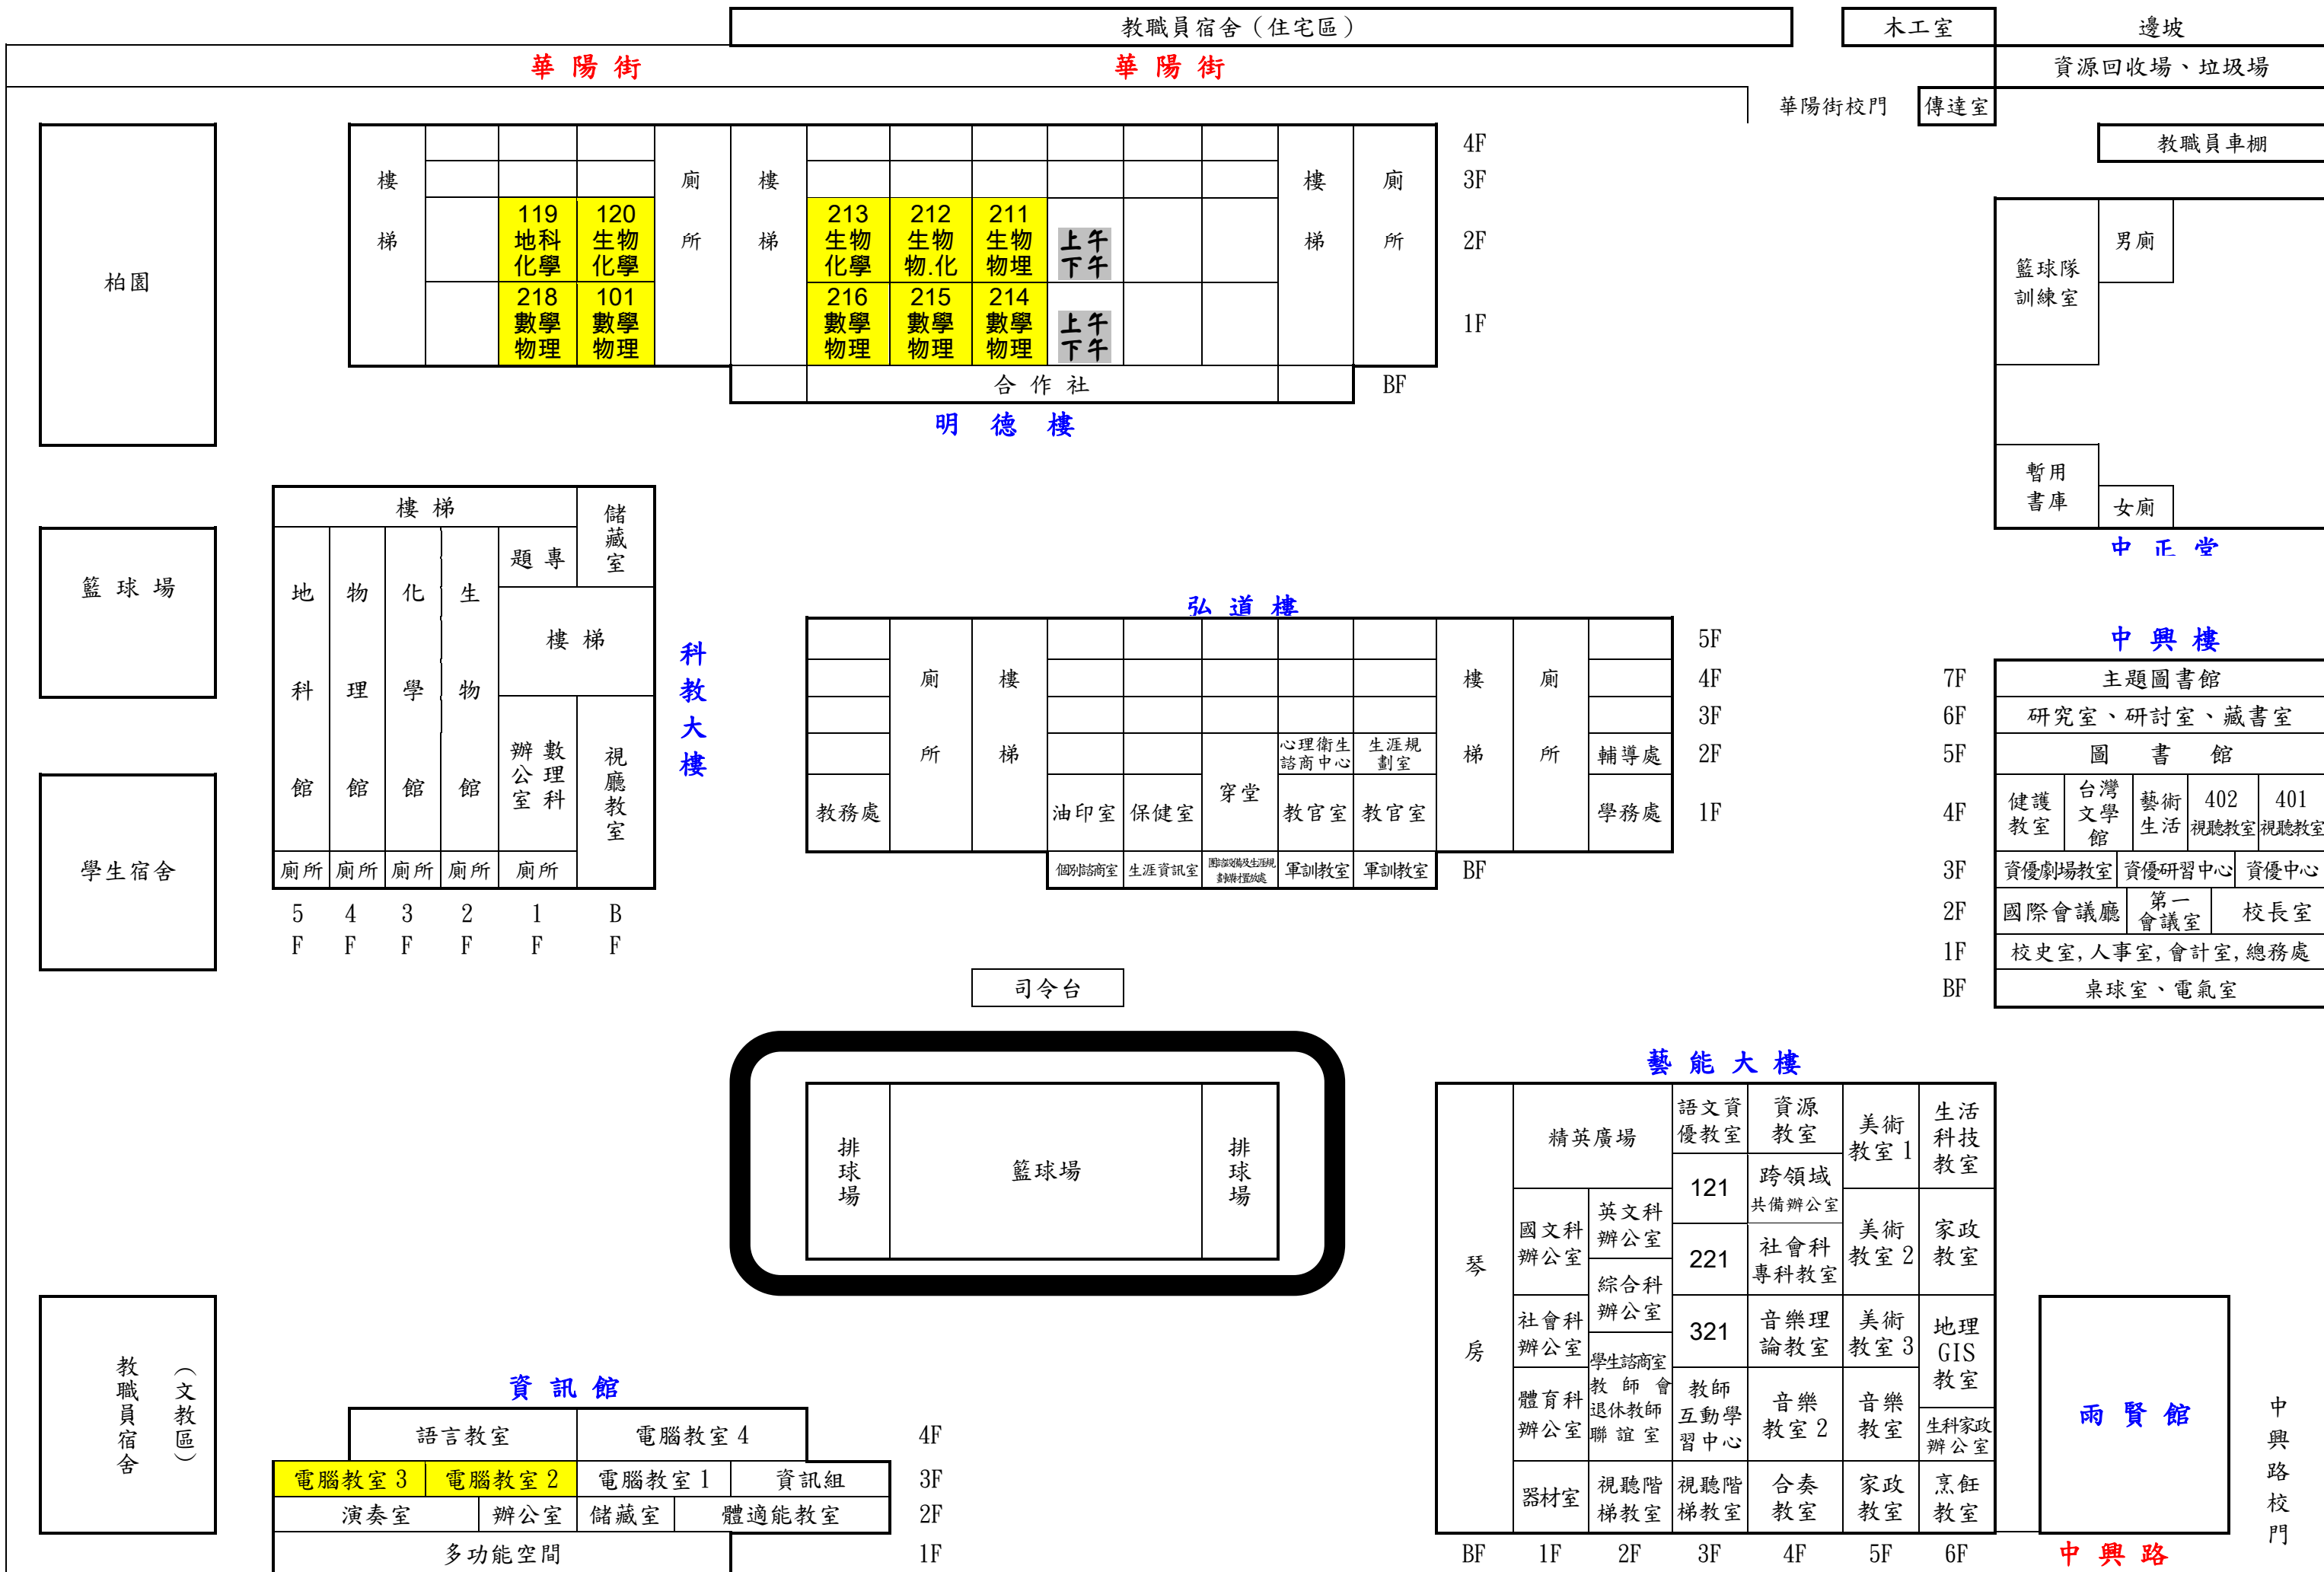 教職員宿舍（住宅區）
木工室
邊坡
華陽街
華陽街
資源回收場、垃圾場
華陽街校門
傳達室
教職員車棚
柏園
樓梯
廁所
樓梯
樓梯
廁所
4F
3F
119
地科
化學
120
生物
化學
213
生物
化學
212
生物
物.化
211
生物
物埋
上午
下午
2F
218
數學
物理
101
數學
物理
216
數學
物理
215
數學
物理
214
數學
物理
上午
下午
1F
合作社
BF
明德樓
籃球隊
訓練室
男廁
暫用
書庫
女廁
中正堂
籃球場
學生宿舍
樓梯
儲藏室
地科館
物理館
化學館
生物館
題專
樓梯
辦數
公理
室科
視廳教室
廁所
廁所
廁所
廁所
廁所
5F
4F
3F
2F
1F
BF
科教大樓
弘道樓
廁所
樓梯
樓梯
廁所
5F
4F
3F
心理衛生
諮商中心
生涯規
劃室
輔導處
2F
教務處
油印室
保健室
穿堂
教官室
教官室
學務處
1F
個別諮商室
生涯資訊室
軍訓教室
軍訓教室
BF
中興樓
7F
主題圖書館
6F
研究室、研討室、藏書室
5F
圖書館
4F
健護
教室
台灣
文學
館
藝術
生活
402
視聽教室
401
視聽教室
3F
資優劇場教室
資優研習中心
資優中心
2F
國際會議廳
第一
會議室
校長室
1F
校史室,人事室,會計室,總務處
BF
桌球室、電氣室
司令台
排球場
籃球場
排球場
藝能大樓
琴房
精英廣場
語文資
優教室
資源
教室
美術
教室1
生活
科技
教室
121
跨領域
共備辦公室
國文科
辦公室
英文科
辦公室
221
社會科
專科教室
美術
教室2
家政
教室
綜合科
辦公室
社會科
辦公室
321
音樂理
論教室
美術
教室3
地理
GIS
教室
體育科
辦公室
學生諮商室
教師會
退休教師
聯誼室
教師
互動學
習中心
音樂
教室2
音樂
教室
生科家政
辦公室
器材室
視聽階
梯教室
視聽階
梯教室
合奏
教室
家政
教室
烹飪
教室
BF
1F
2F
3F
4F
5F
6F
雨賢館
中興路校門
中興路
教職員宿舍
（文教區）
資訊館
語言教室
電腦教室4
4F
電腦教室3
電腦教室2
電腦教室1
資訊組
3F
演奏室
辦公室
儲藏室
體適能教室
2F
多功能空間
1F